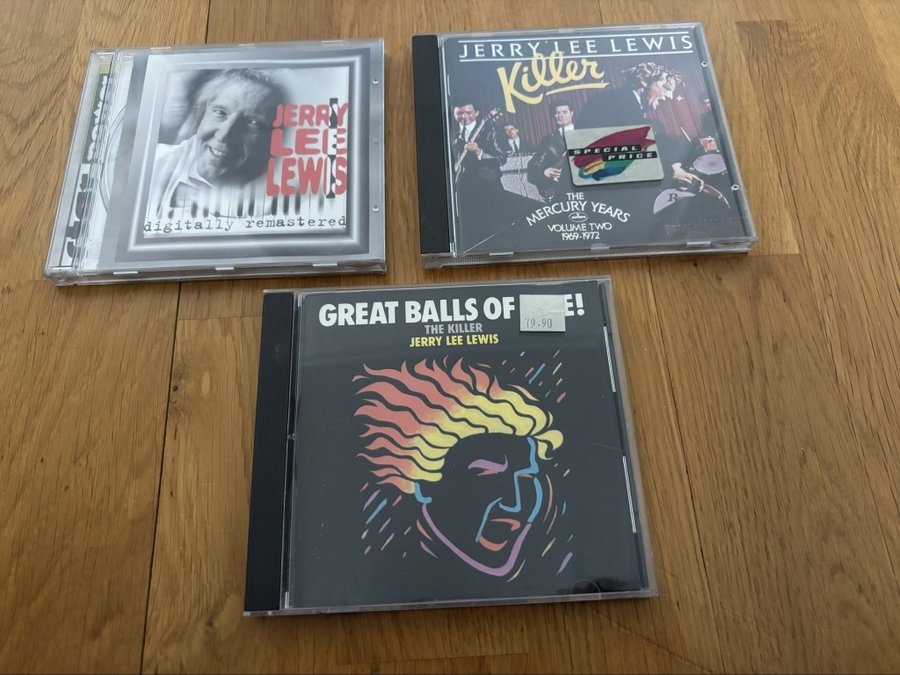 JERRY
LEE
LEWIS
digitally remastered
JERRY LEE LEWIS
Killer
SPECIAL
PRICE
THE
MERCURY YEARS
VOLUME TWO
1969-1972
GREAT BALLS OF E!
79-90
THE KILLER
JERRY LEE LEWIS